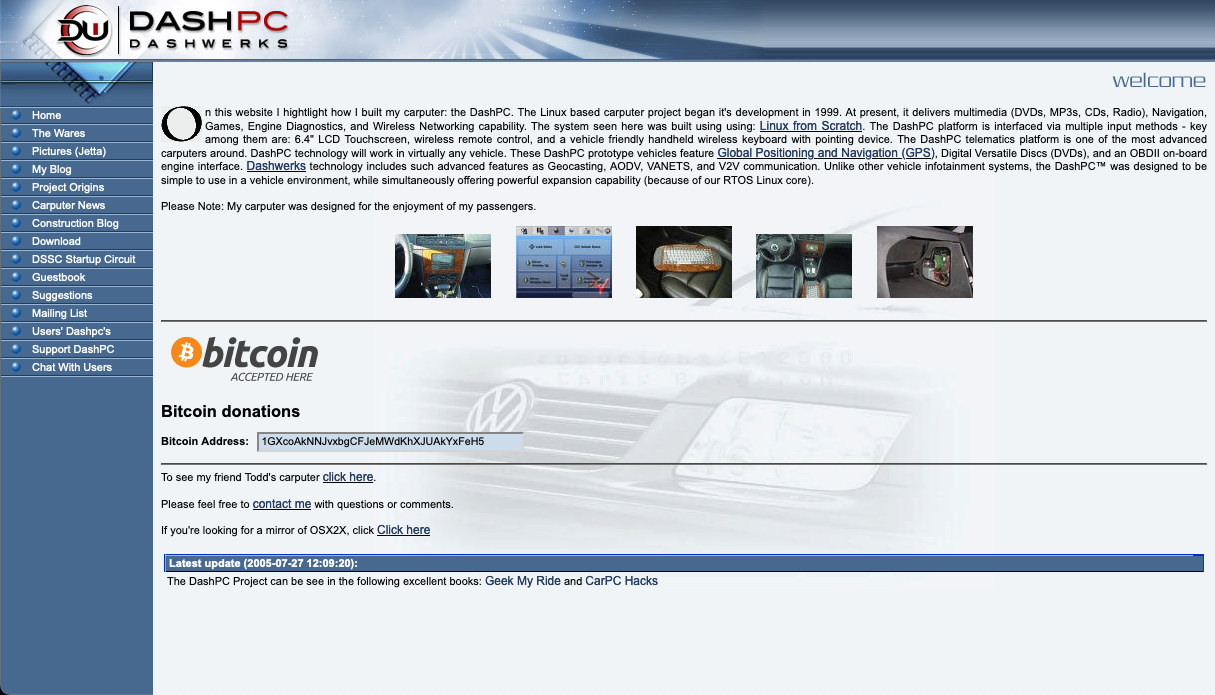 DW
DASHPC
DASHWERKS
welcome
Home
The Wares
Pictures (Jetta)
My Blog
Project Origins
Carputer News
Construction Blog
Download
DSSC Startup Circuit
Guestbook
Suggestions
Mailing List
Users' Dashpc's
Support DashPC
Chat With Users
On this website I hightlight how I built my carputer: the DashPC. The Linux based carputer project began it's development in 1999. At present, it delivers multimedia (DVDs, MP3s, CDs, Radio), Navigation,
Games, Engine Diagnostics, and Wireless Networking capability. The system seen here was built using using: Linux from Scratch. The DashPC platform is interfaced via multiple input methods - key
among them are: 6.4" LCD Touchscreen, wireless remote control, and a vehicle friendly handheld wireless keyboard with pointing device. The DashPC telematics platform is one of the most advanced
carputers around. DashPC technology will work in virtually any vehicle. These DashPC prototype vehicles feature Global Positioning and Navigation (GPS), Digital Versatile Discs (DVDs), and an OBDII on-board
engine interface. Dashwerks technology includes such advanced features as Geocasting, AODV, VANETS, and V2V communication. Unlike other vehicle infotainment systems, the DashPC™ was designed to be
simple to use in a vehicle environment, while simultaneously offering powerful expansion capability (because of our RTOS Linux core).
Please Note: My carputer was designed for the enjoyment of my passengers.
bitcoin
ACCEPTED HERE
Bitcoin donations
Bitcoin Address: 1GXcoAkNNJvxbgCFJeMWdKhXJUAkYxFeH5
To see my friend Todd's carputer click here.
Please feel free to contact me with questions or comments.
If you're looking for a mirror of OSX2X, click Click here
Latest update (2005-07-27 12:09:20):
The DashPC Project can be see in the following excellent books: Geek My Ride and CarPC Hacks